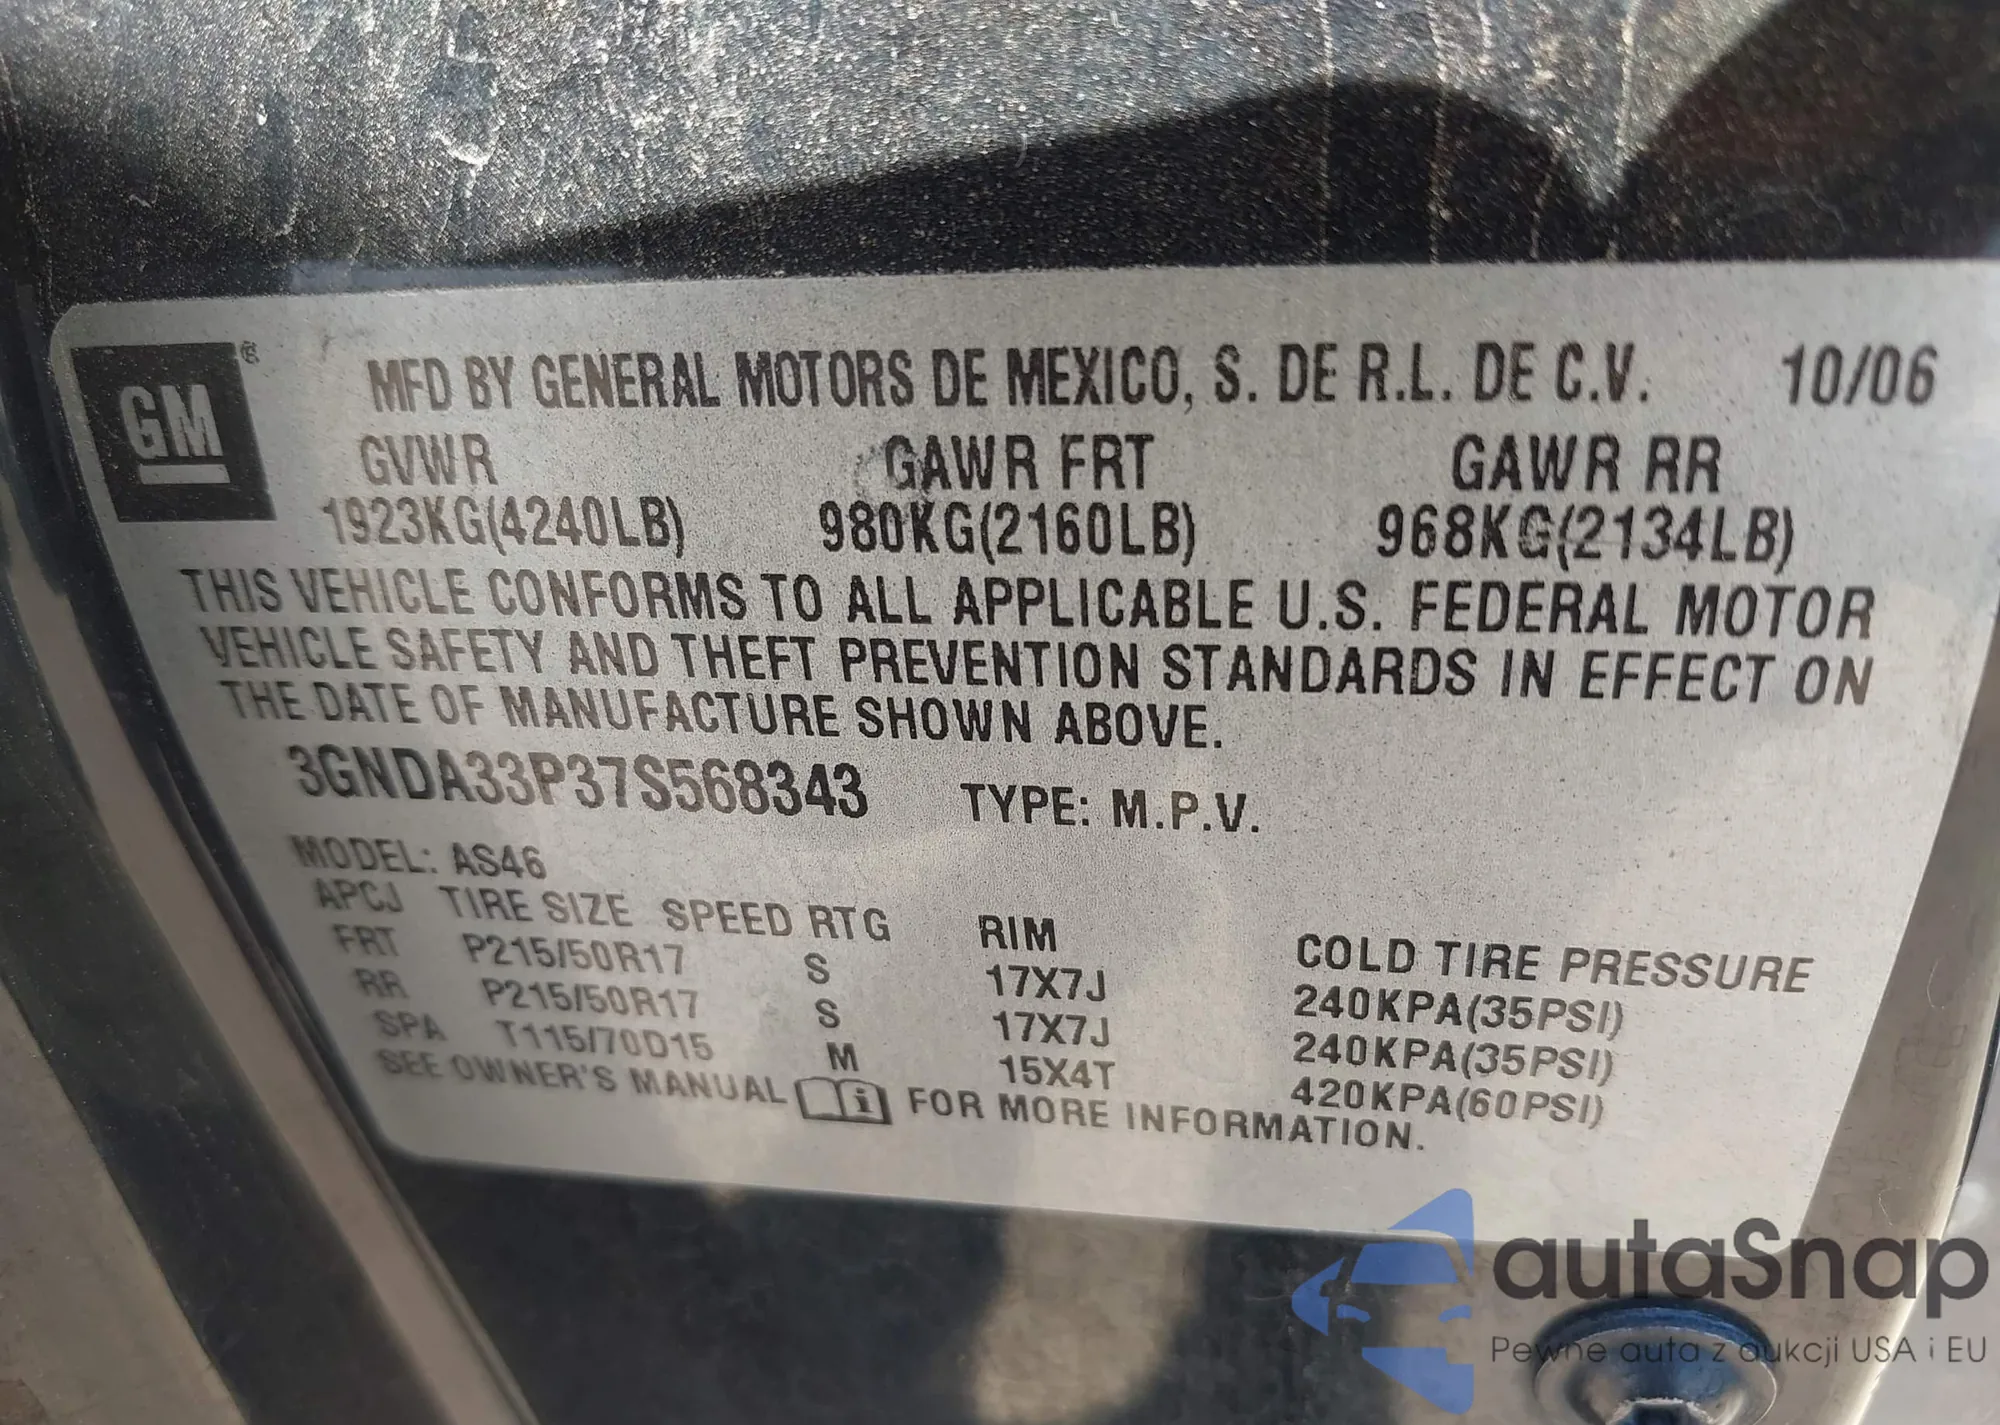 GM®
MFD BY GENERAL MOTORS DE MEXICO, S. DE R.L. DE C.V. 10/06
GVWR GAWR FRT GAWR RR
1923KG(4240LB) 980KG(2160LB) 968KG(2134LB)
THIS VEHICLE CONFORMS TO ALL APPLICABLE U.S. FEDERAL MOTOR
VEHICLE SAFETY AND THEFT PREVENTION STANDARDS IN EFFECT ON
THE DATE OF MANUFACTURE SHOWN ABOVE.
3GNDA33P37S568343 TYPE: M.P.V.
MODEL: AS46
APCJ TIRE SIZE SPEED RTG RIM COLD TIRE PRESSURE
FRT P215/50R17 S 17X7J 240KPA(35PSI)
RR P215/50R17 S 17X7J 240KPA(35PSI)
SPA T115/70D15 M 15X4T 420KPA(60PSI)
SEE OWNER'S MANUAL i FOR MORE INFORMATION.
autaSnap
Pewne auta z aukcji USA i EU